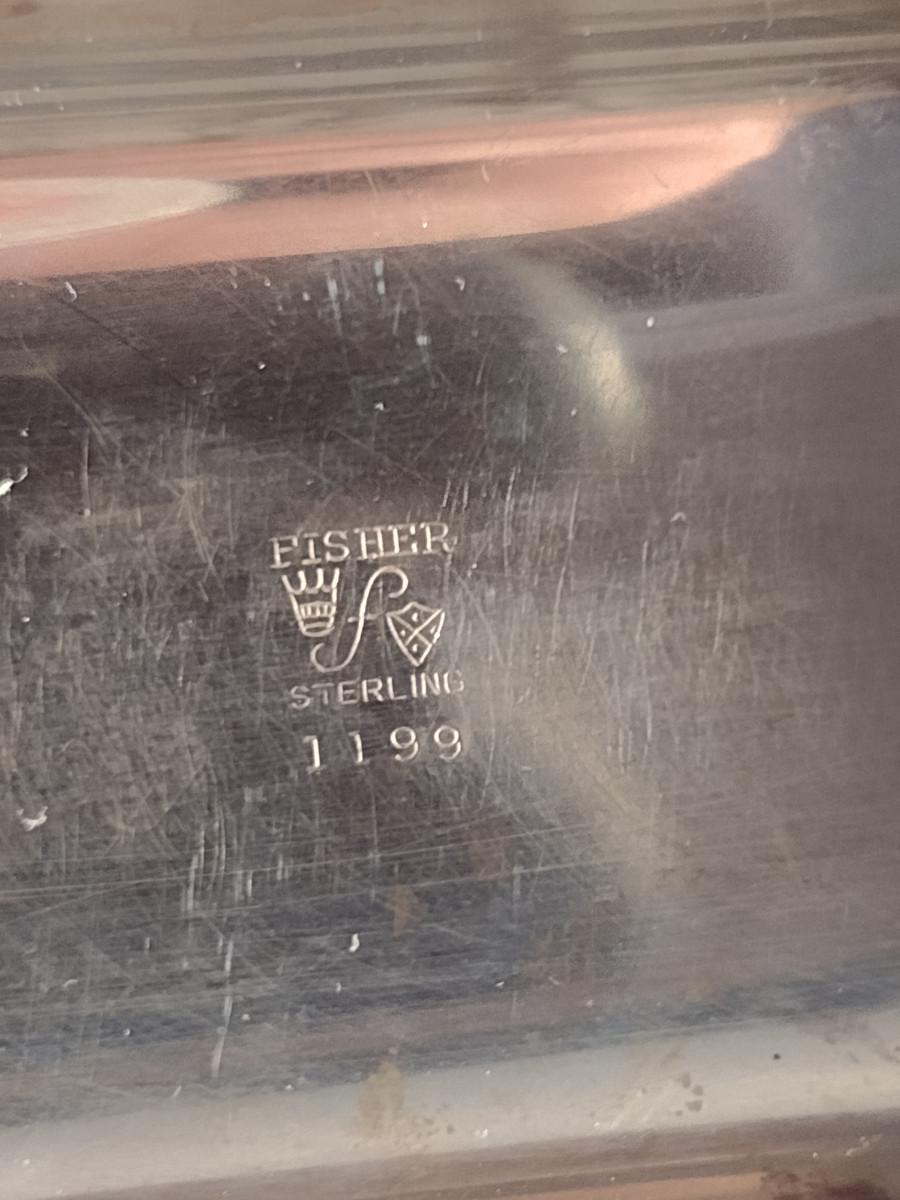 FISHER
f
STERLING
1199